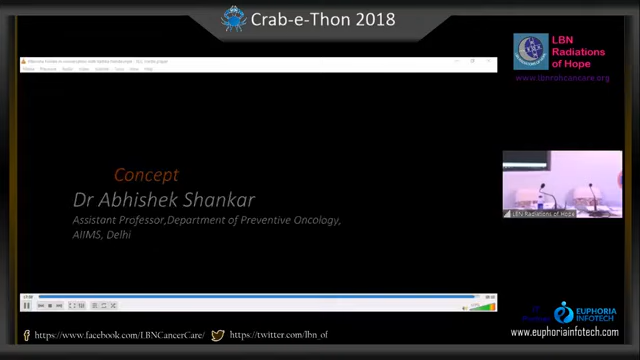 Crab-e-Thon 2018
LBN
Radiations
of Hope
www.lbnrohcancare.org
Concept
Dr Abhishek Shankar
Assistant Professor,Department of Preventive Oncology,
AIIMS, Delhi
LBN Radiations of Hope
EUPHORIA
INFOTECH
https://www.facebook.com/LBNCancerCare/
https://twitter.com/lbn_of
www.euphoriainfotech.com